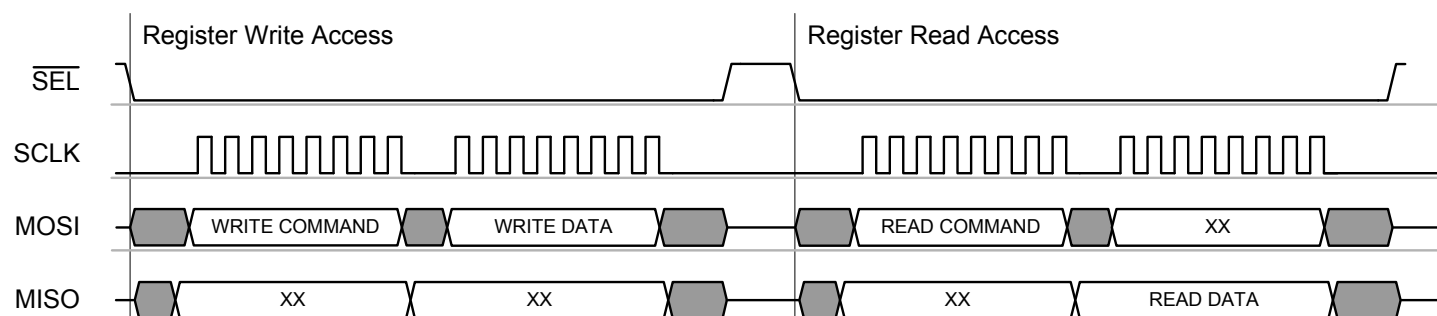 Register Write Access Register Read Access
SEL
SCLK
MOSI WRITE COMMAND WRITE DATA READ COMMAND XX
MISO XX XX XX READ DATA